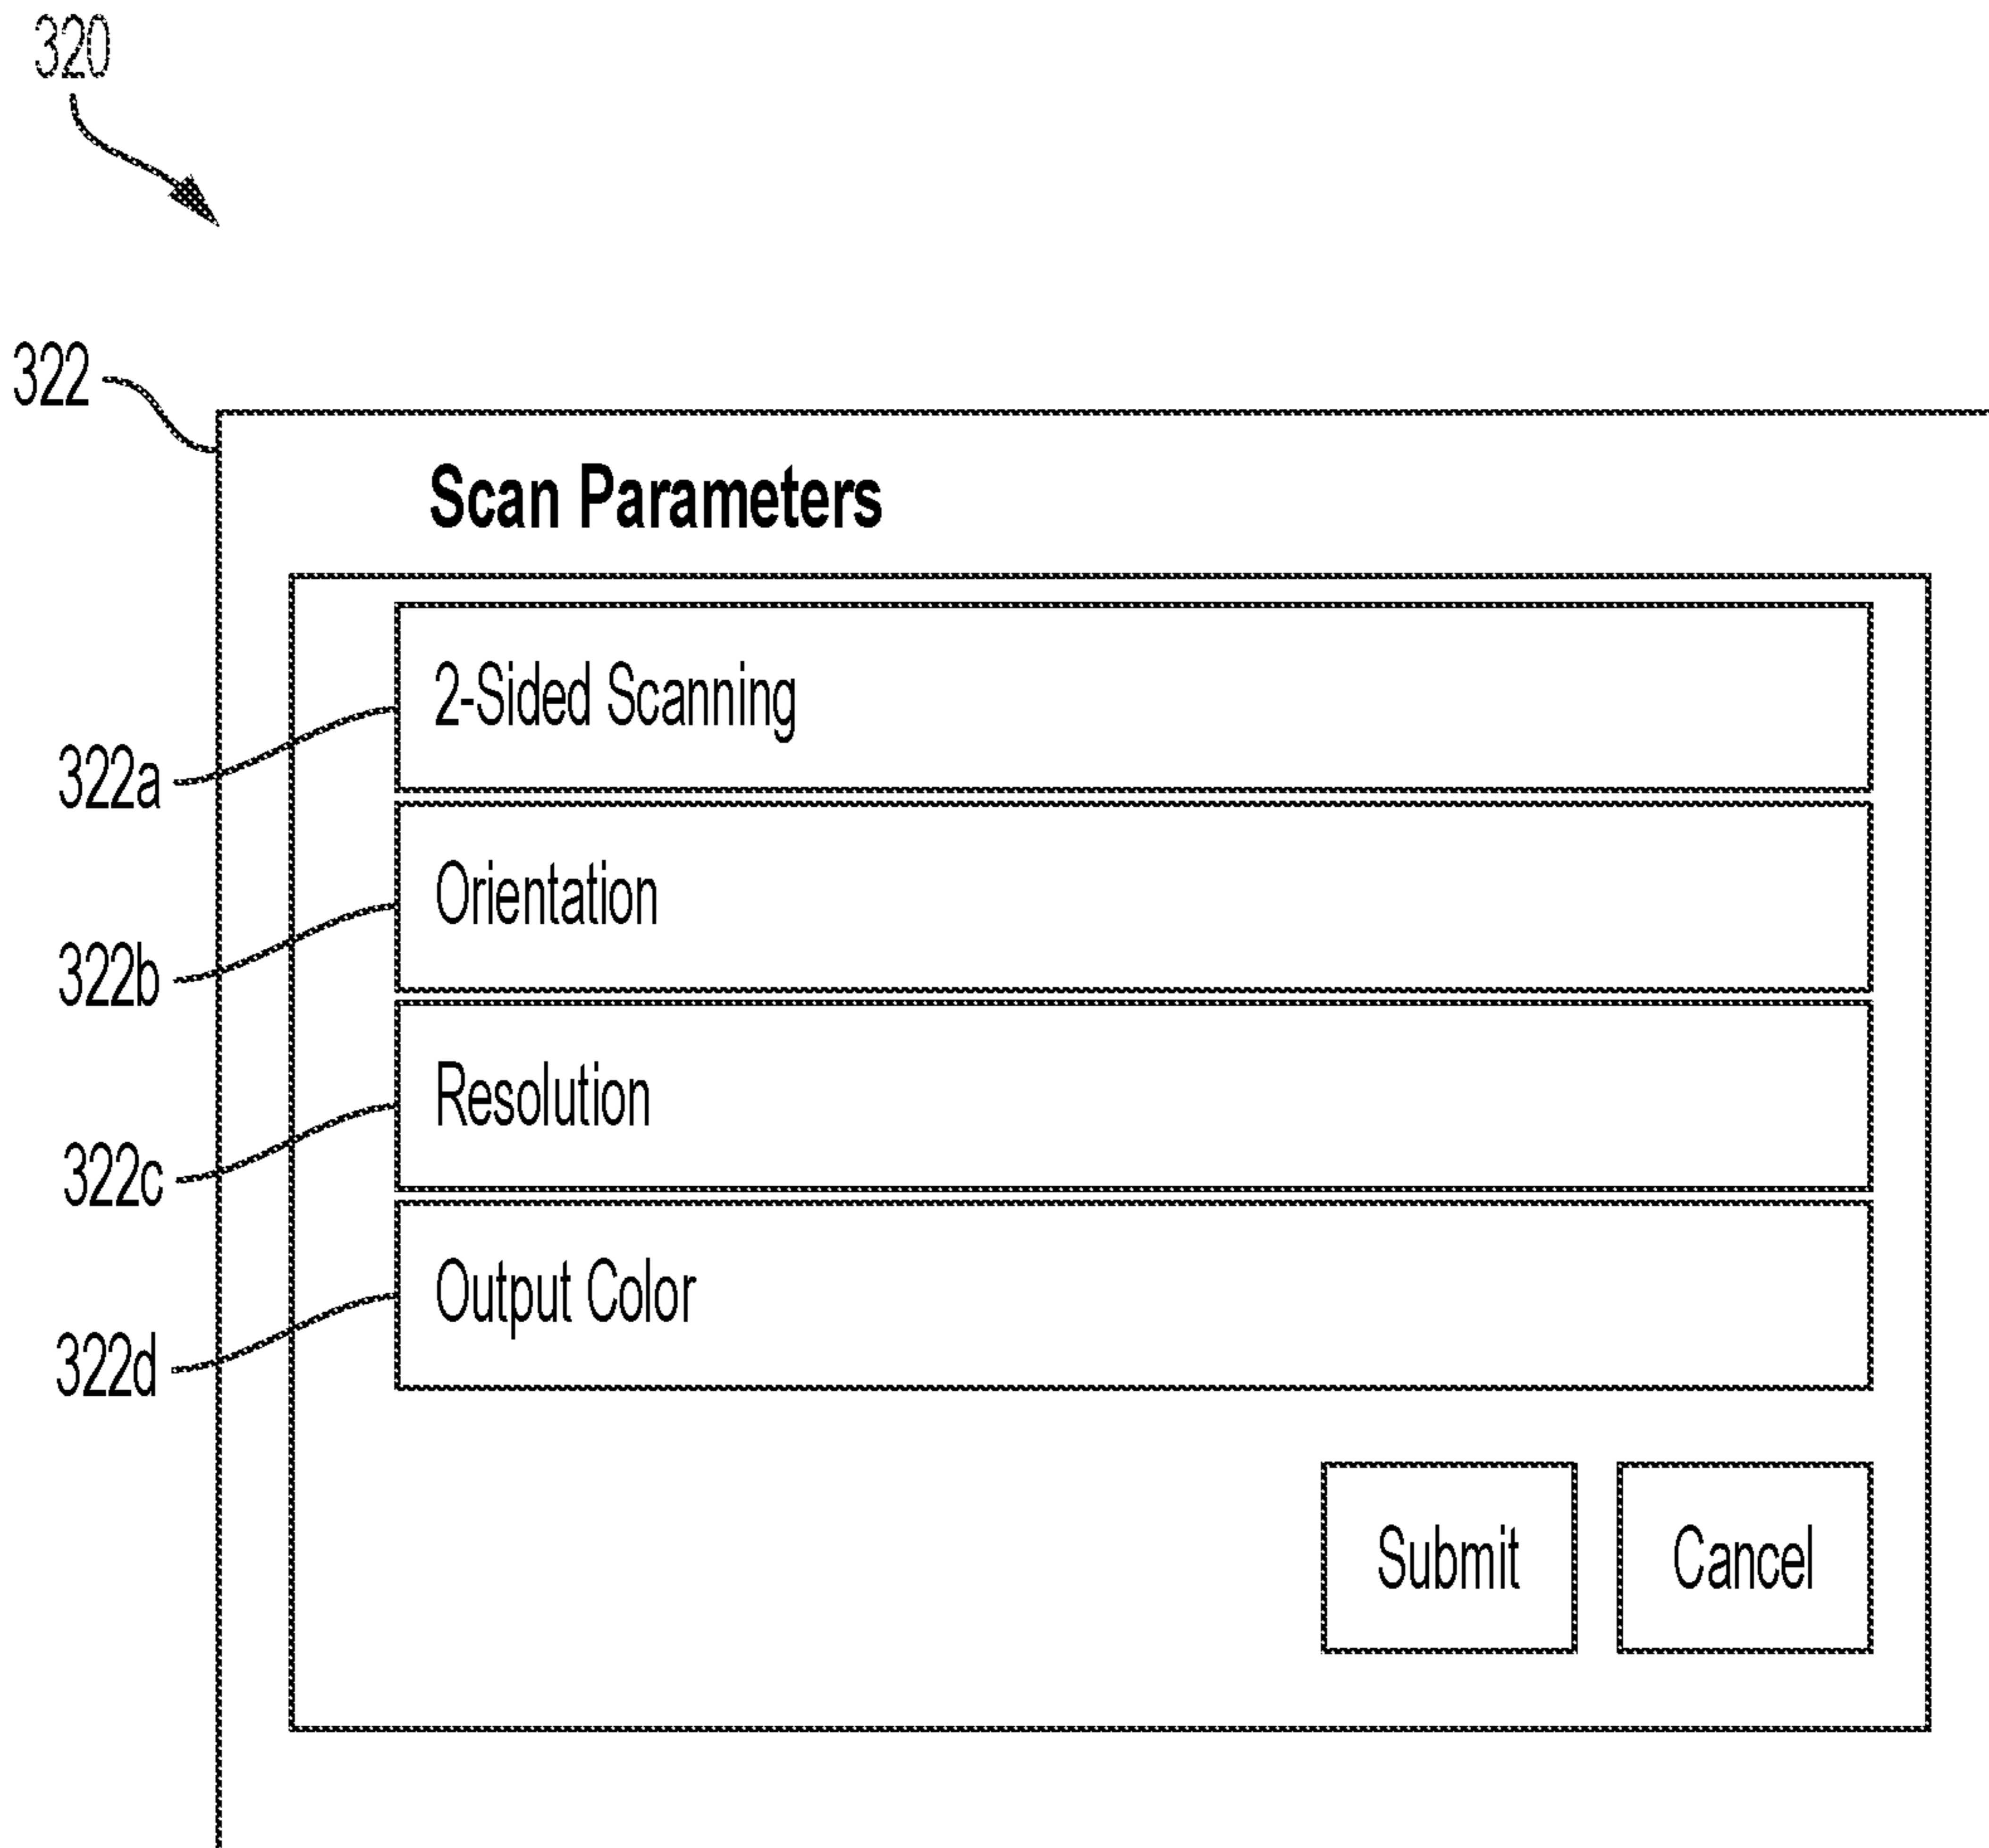 320
322
Scan Parameters
2-Sided Scanning
322a
Orientation
322b
Resolution
322c
Output Color
322d
Submit Cancel